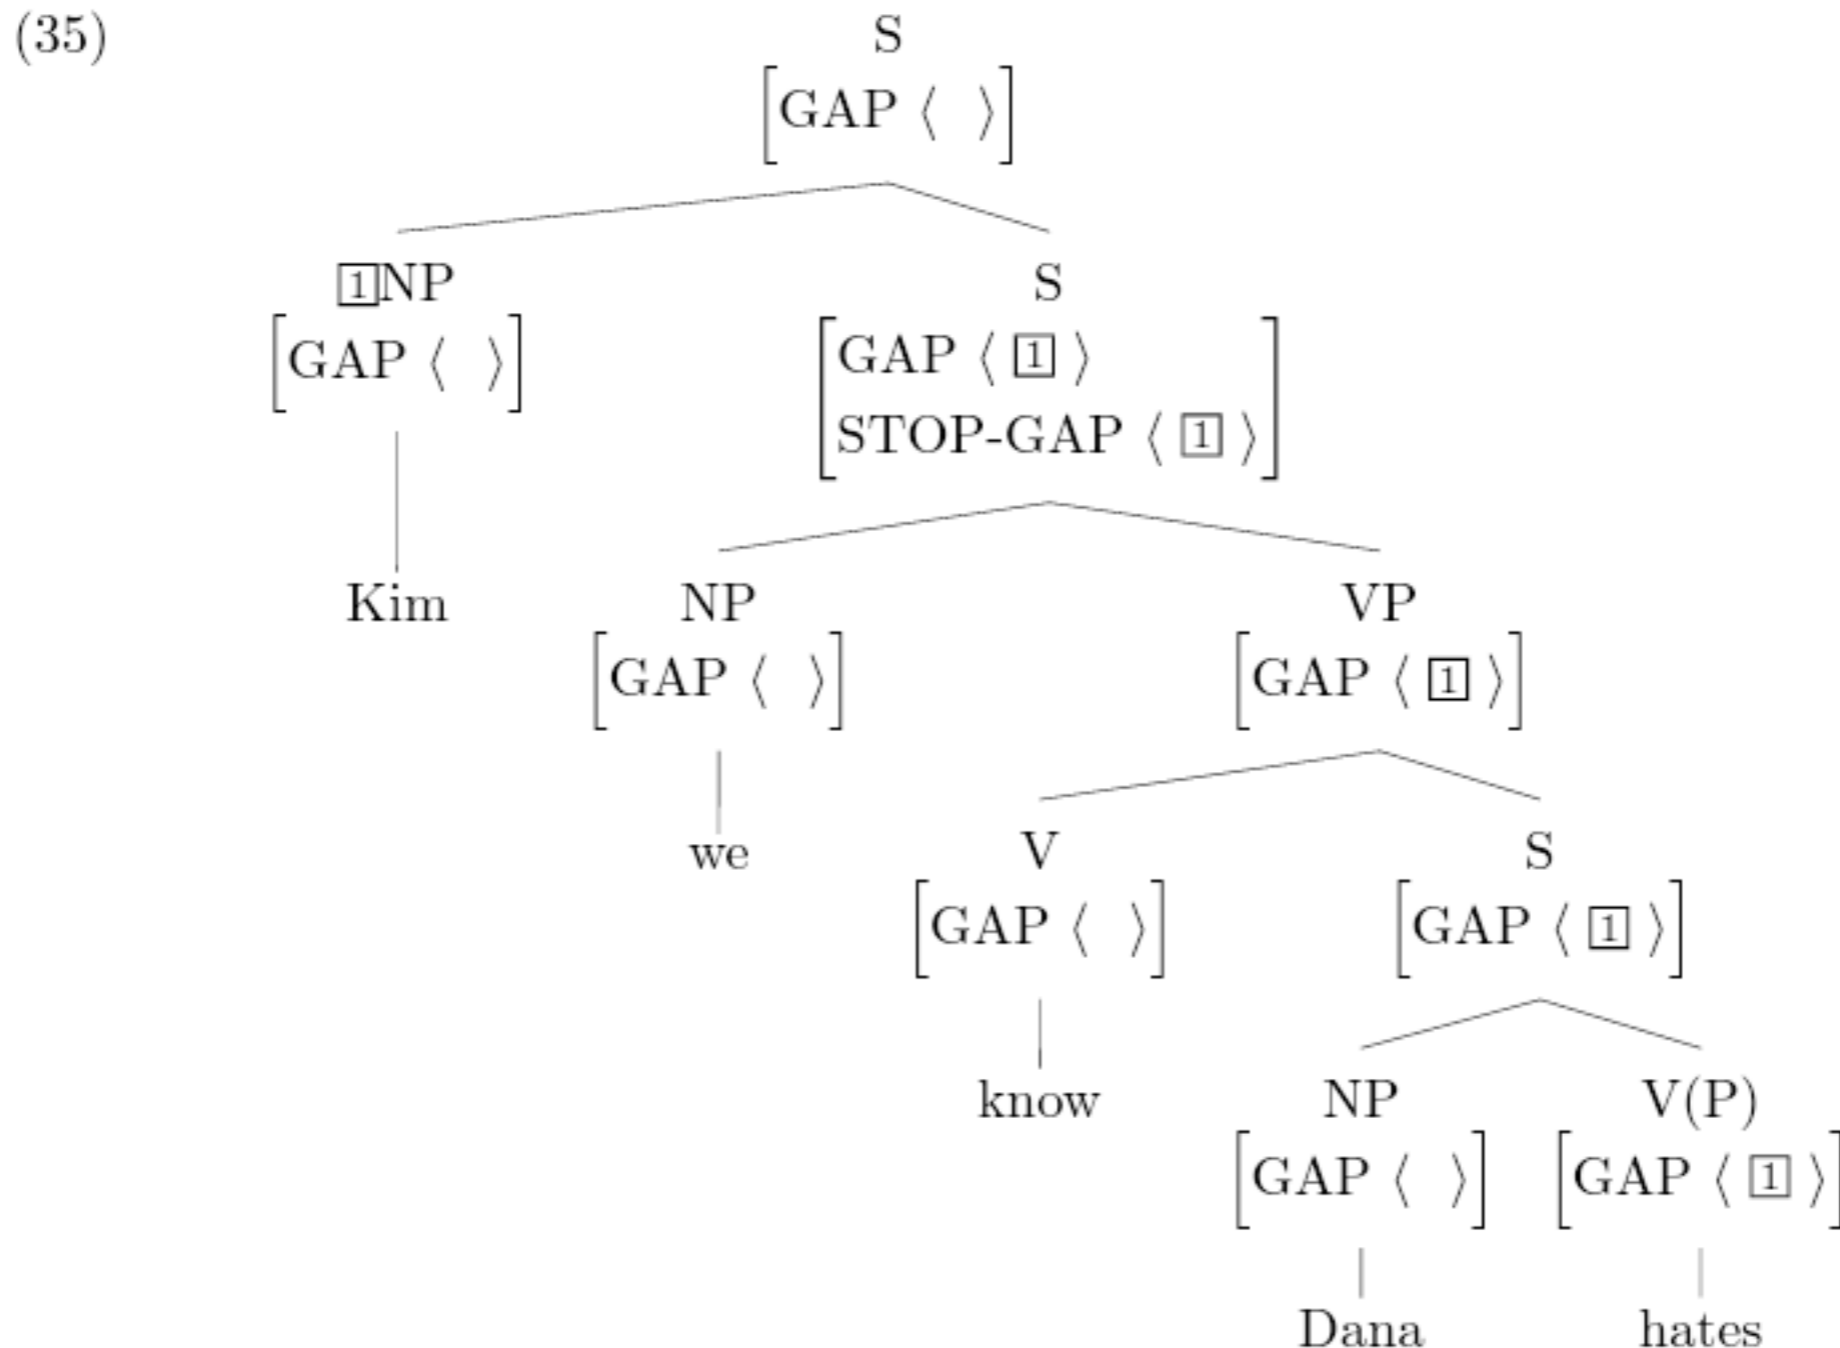 (35) S
[GAP ⟨ ⟩]
1NP S
[GAP ⟨ ⟩] [GAP ⟨ 1 ⟩
STOP-GAP ⟨ 1 ⟩]
Kim NP VP
[GAP ⟨ ⟩] [GAP ⟨ 1 ⟩]
we V S
[GAP ⟨ ⟩] [GAP ⟨ 1 ⟩]
know NP V(P)
[GAP ⟨ ⟩] [GAP ⟨ 1 ⟩]
Dana hates